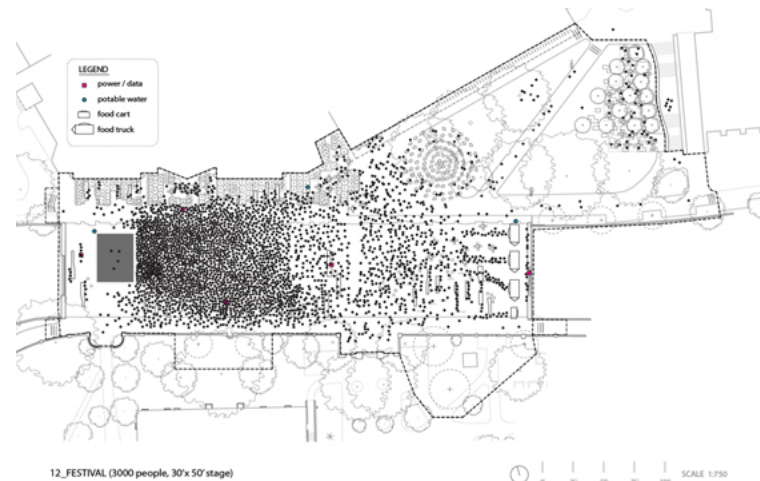 LEGEND
power / data
potable water
food cart
food truck
12_FESTIVAL (3000 people, 30'x 50' stage)
SCALE 1:750